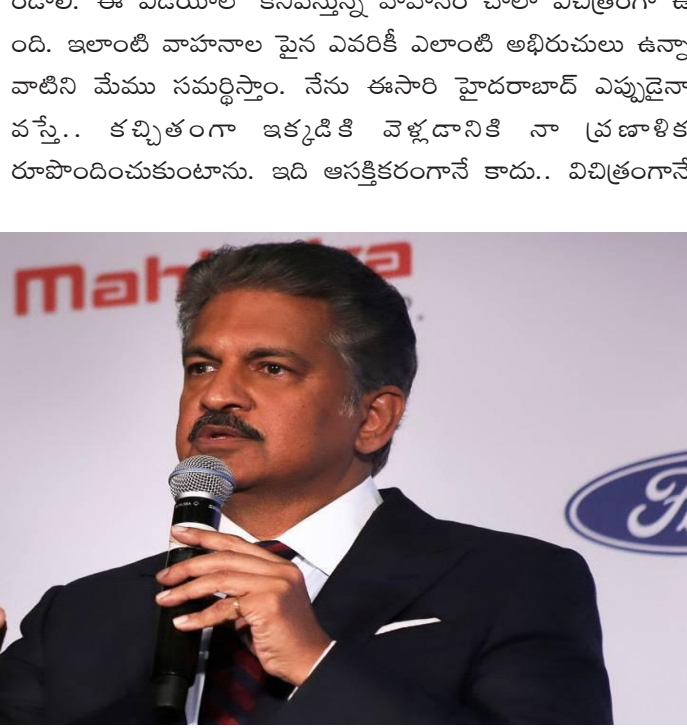 ఈ వీడియోలో కనిపిస్తున్న వాహనం చాలా విచిత్రంగా ఉ
ంది. ఇలాంటి వాహనాల పైన ఎవరికీ ఎలాంటి అభిరుచులు ఉన్నా
వాటిని మేము సమర్థిస్తాం. నేను ఈసారి హైదరాబాద్ ఎప్పుడైనా
వస్తే.. కచ్చితంగా ఇక్కడికి వెళ్లడానికి నా ప్రణాళిక
రూపొందించుకుంటాను. ఇది ఆసక్తికరంగానే కాదు.. విచిత్రంగానే